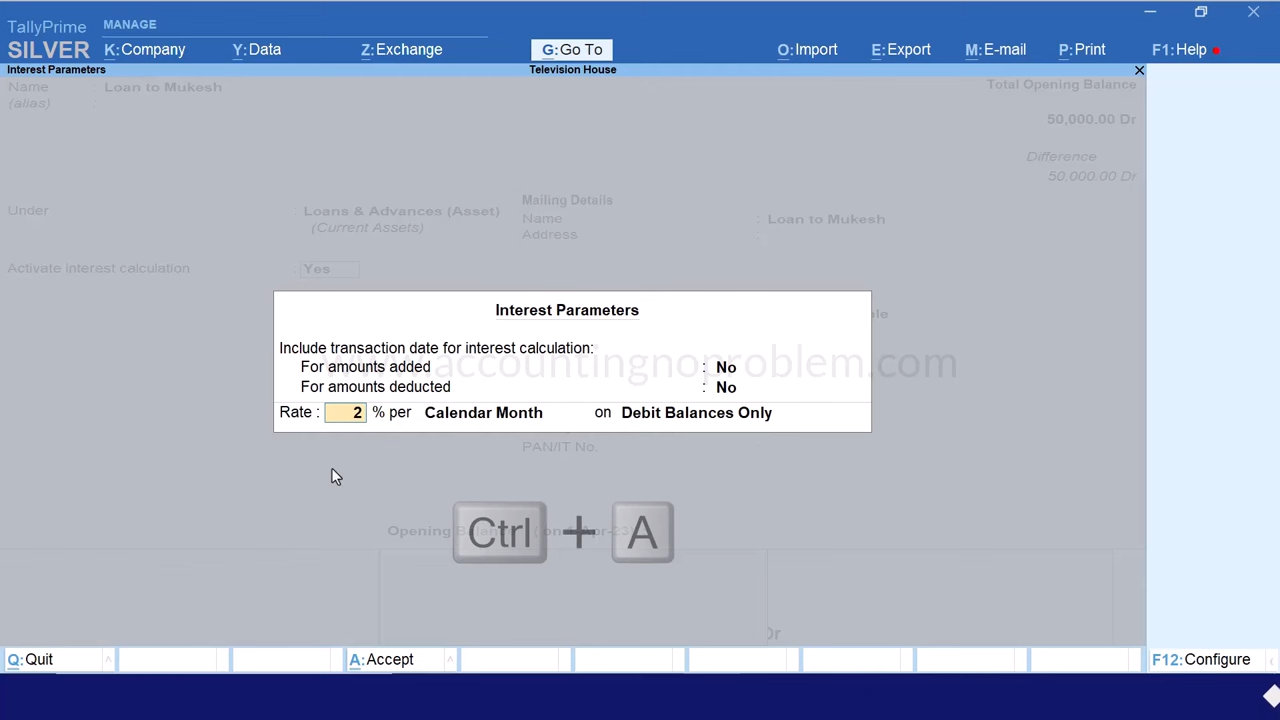 TallyPrime MANAGE
SILVER K:Company Y:Data Z:Exchange G:Go To O:Import E:Export M:E-mail P:Print F1:Help
Interest Parameters Television House
Name : Loan to Mukesh Total Opening Balance
(alias) :
50,000.00 Dr
Difference
50,000.00 Dr
Mailing Details
Under : Loans & Advances (Asset) Name : Loan to Mukesh
(Current Assets) Address :
Activate interest calculation : Yes
Interest Parameters
Include transaction date for interest calculation:
www.accountingnoproblem.com
For amounts added : No
For amounts deducted : No
Rate : 2 % per Calendar Month on Debit Balances Only
PAN/IT No. :
Ctrl + A
Dr
Q:Quit A:Accept F12:Configure